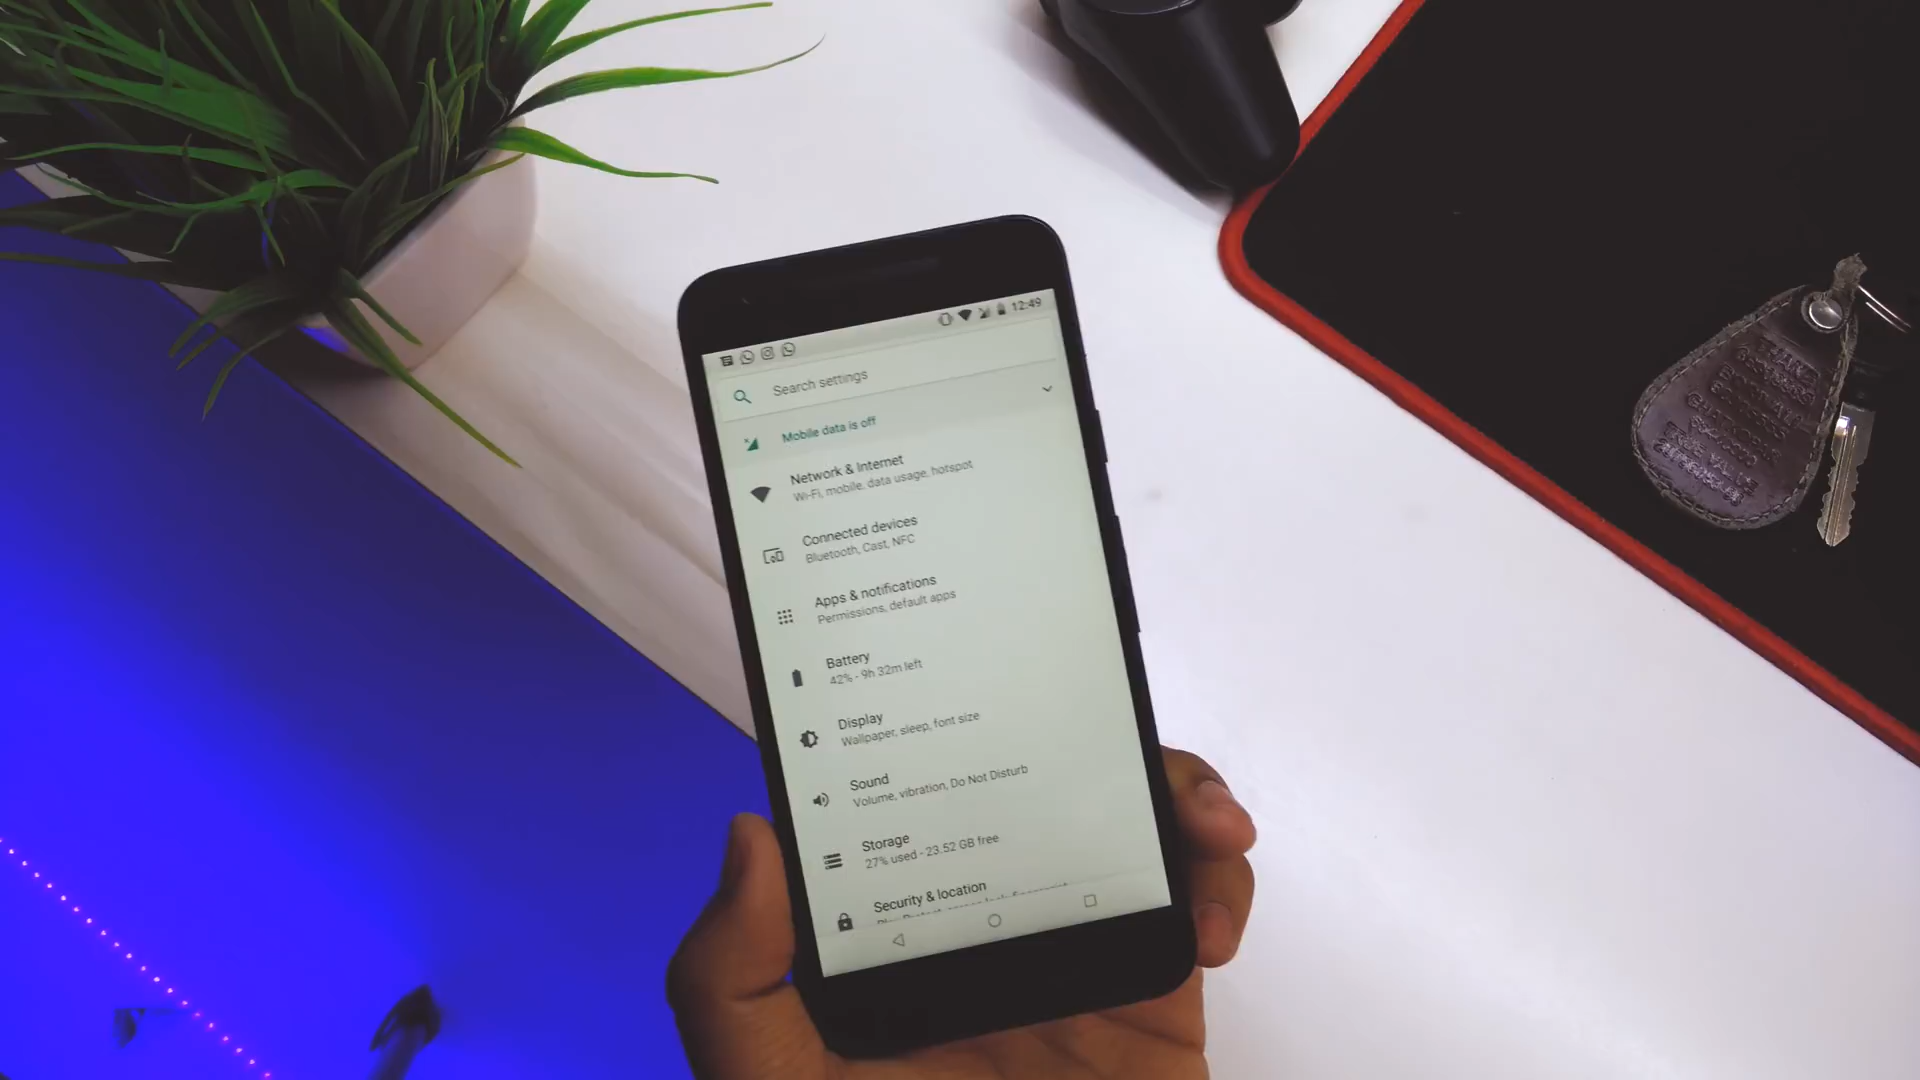 12:49
Search settings
Mobile data is off
Network & Internet
Wi-Fi, mobile, data usage, hotspot
Connected devices
Bluetooth, Cast, NFC
Apps & notifications
Permissions, default apps
Battery
42% - 9h 32m left
Display
Wallpaper, sleep, font size
Sound
Volume, vibration, Do Not Disturb
Storage
27% used - 23.52 GB free
Security & location